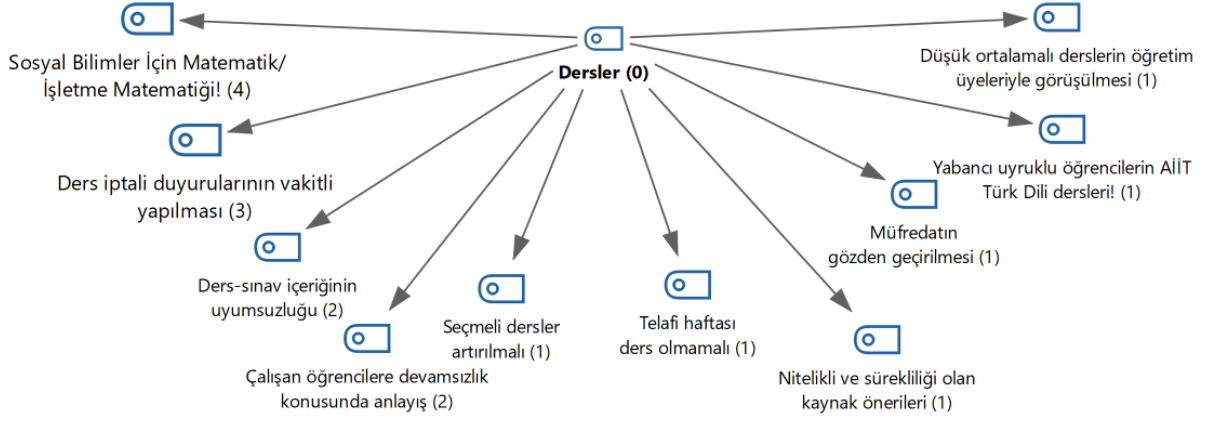 Dersler (0)
Sosyal Bilimler İçin Matematik/
İşletme Matematiği! (4)
Ders iptali duyurularının vakitli
yapılması (3)
Ders-sınav içeriğinin
uyumsuzluğu (2)
Çalışan öğrencilere devamsızlık
konusunda anlayış (2)
Seçmeli dersler
artırılmalı (1)
Telafi haftası
ders olmamalı (1)
Nitelikli ve sürekliliği olan
kaynak önerileri (1)
Müfredatın
gözden geçirilmesi (1)
Yabancı uyruklu öğrencilerin AİİT
Türk Dili dersleri! (1)
Düşük ortalamalı derslerin öğretim
üyeleriyle görüşülmesi (1)